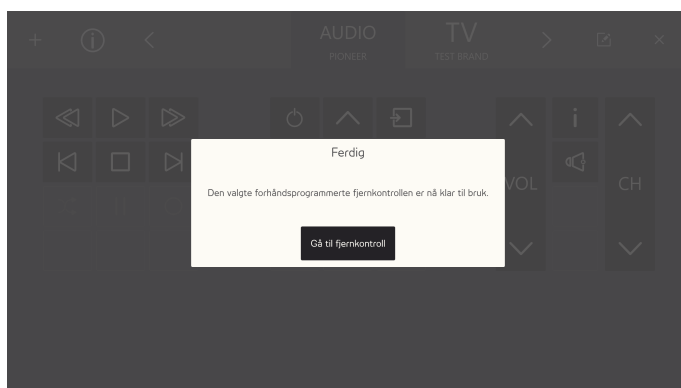 AUDIO
PIONEER
TV
TEST BRAND
VOL
CH
Ferdig
Den valgte forhåndsprogrammerte fjernkontrollen er nå klar til bruk.
Gå til fjernkontroll